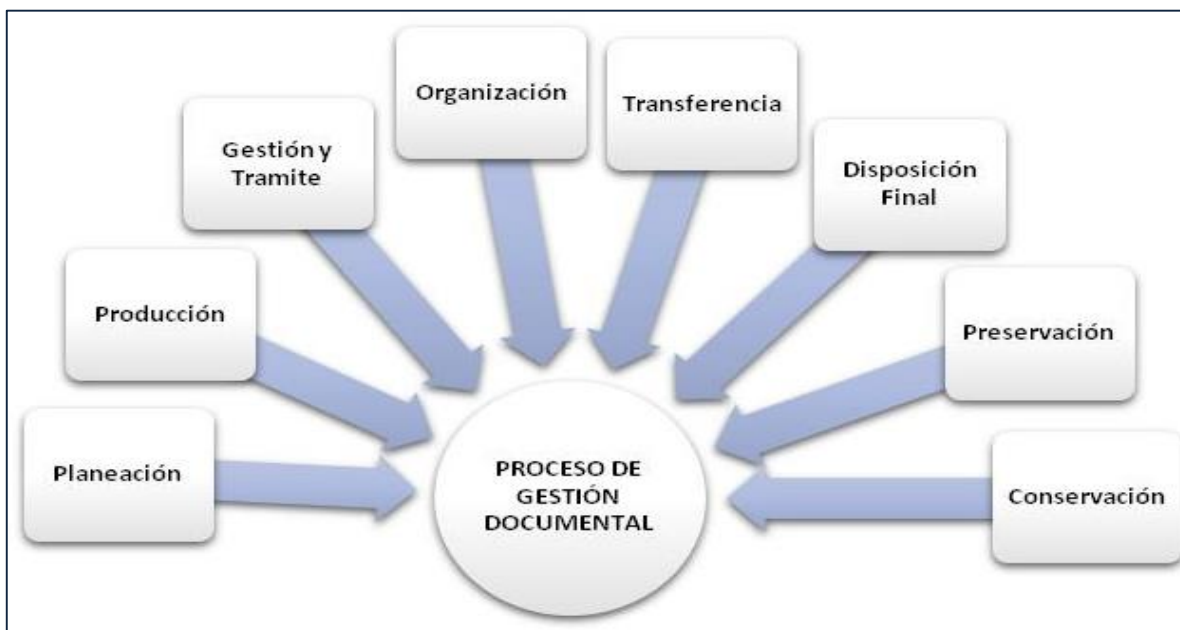 Planeación
Producción
Gestión y
Tramite
Organización
Transferencia
Disposición
Final
Preservación
Conservación
PROCESO DE
GESTIÓN
DOCUMENTAL